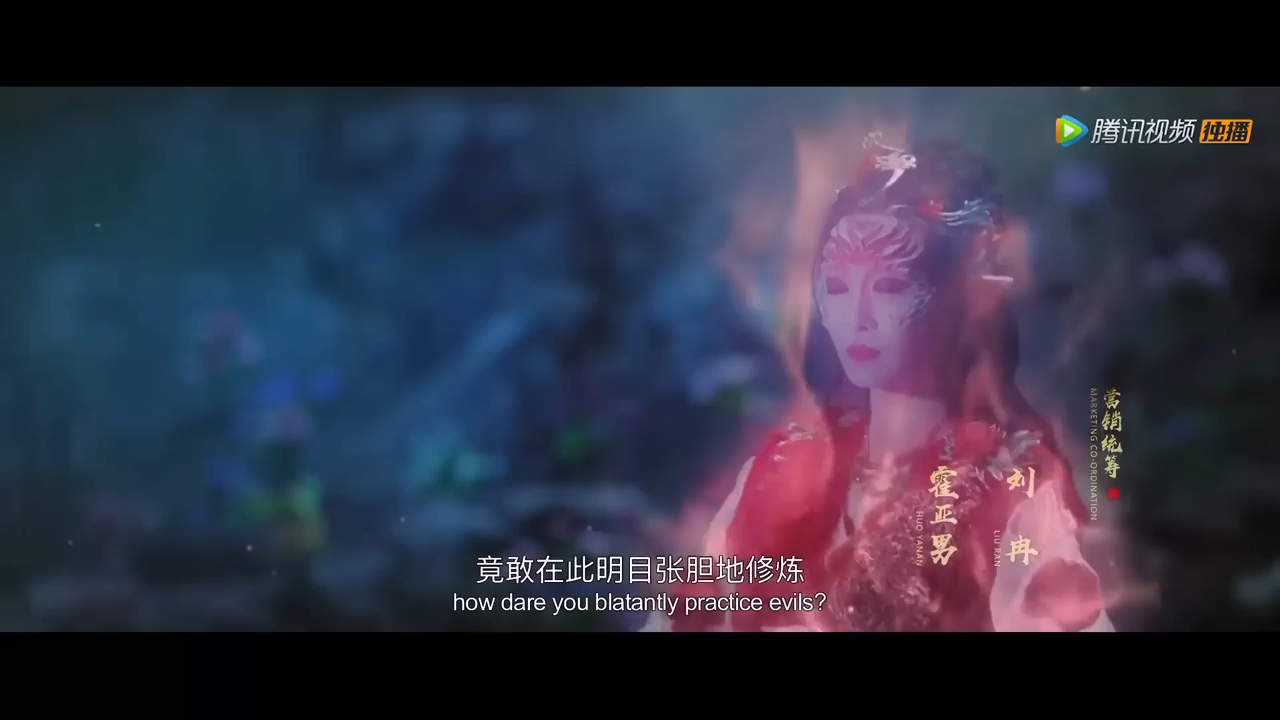 腾讯视频 独播
营销统筹
MARKETING CO-ORDINATION
刘冉
LIU RAN
霍亚男
HUO YANAN
竟敢在此明目张胆地修炼
how dare you blatantly practice evils?